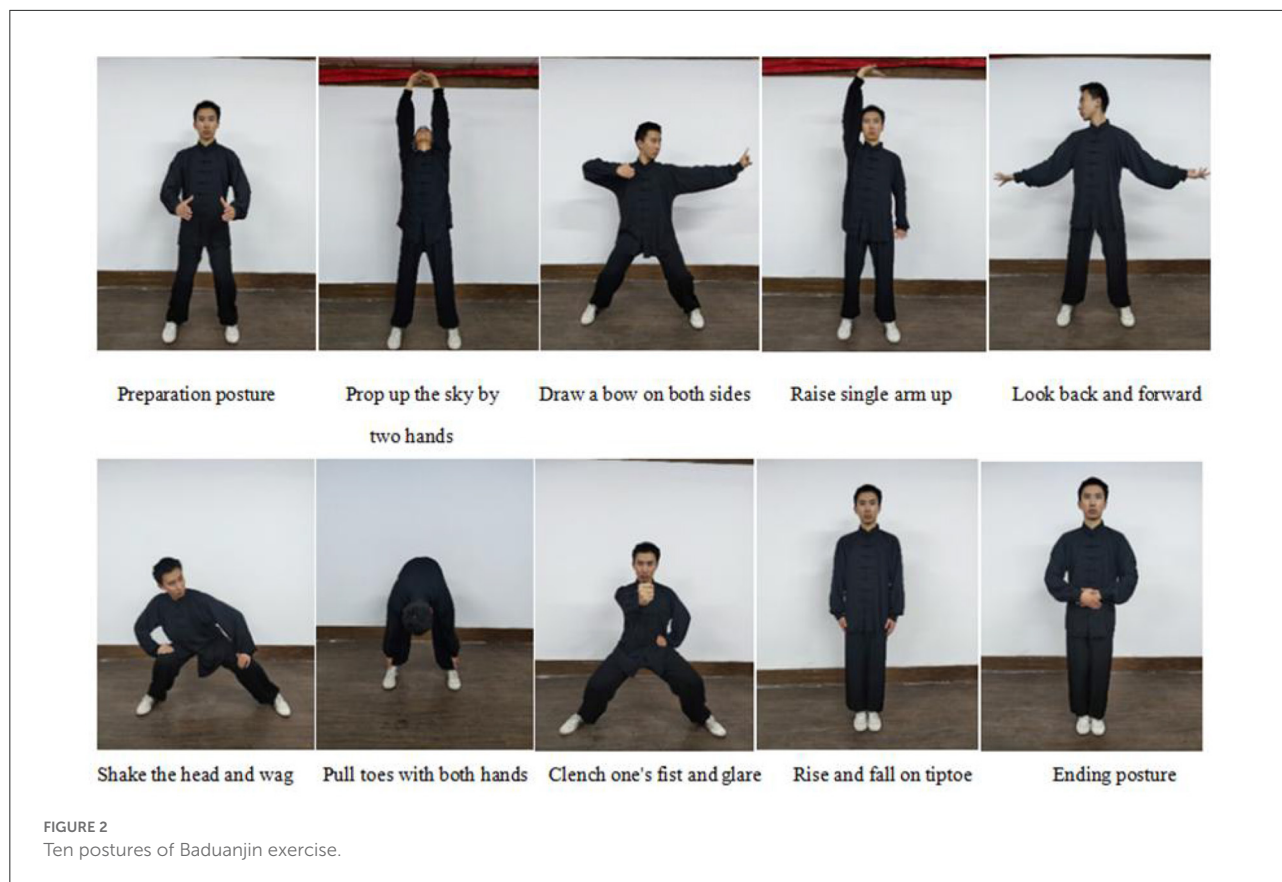 Preparation posture
Prop up the sky by
two hands
Draw a bow on both sides
Raise single arm up
Look back and forward
Shake the head and wag
Pull toes with both hands
Clench one's fist and glare
Rise and fall on tiptoe
Ending posture
FIGURE 2
Ten postures of Baduanjin exercise.